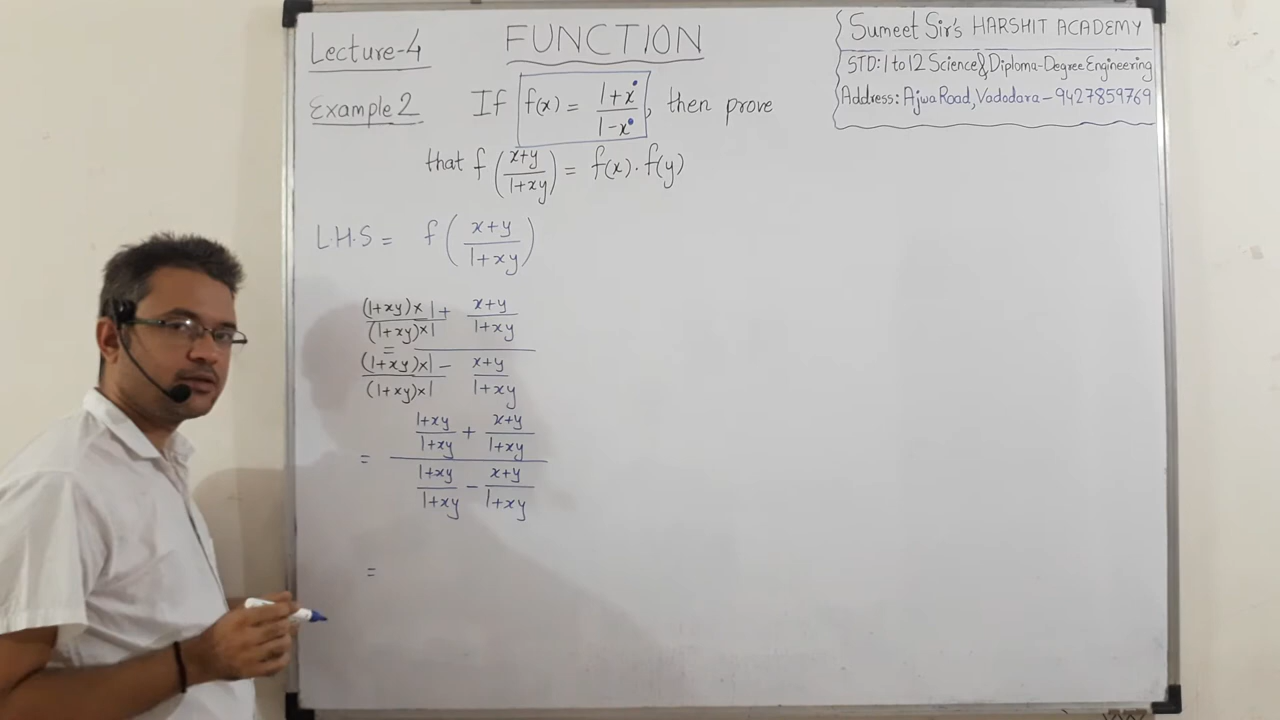 Lecture-4
FUNCTION
Sumeet Sir's HARSHIT ACADEMY
STD: 1 to 12 Science & Diploma-Degree Engineering
Address: Ajwa Road, Vadodara – 9427859769
Example 2 If f(x) = (1+x)/(1-x), then prove
that f((x+y)/(1+xy)) = f(x).f(y)
L.H.S = f((x+y)/(1+xy))
= (((1+xy)×1)/((1+xy)×1) + (x+y)/(1+xy)) / (((1+xy)×1)/((1+xy)×1) - (x+y)/(1+xy))
= ((1+xy)/(1+xy) + (x+y)/(1+xy)) / ((1+xy)/(1+xy) - (x+y)/(1+xy))
=